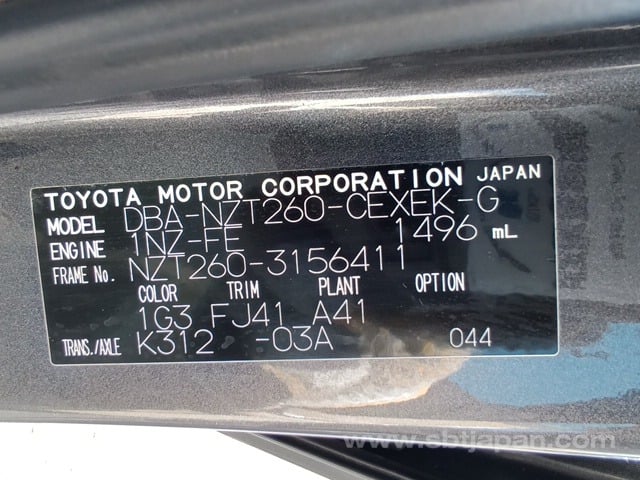 TOYOTA MOTOR CORPORATION JAPAN
MODEL DBA-NZT260-CEXEK-G
ENGINE 1NZ-FE 1496 mL
FRAME No. NZT260-3156411
COLOR TRIM PLANT OPTION
1G3 FJ41 A41
TRANS./AXLE K312 -03A 044
www.sbtjapan.com